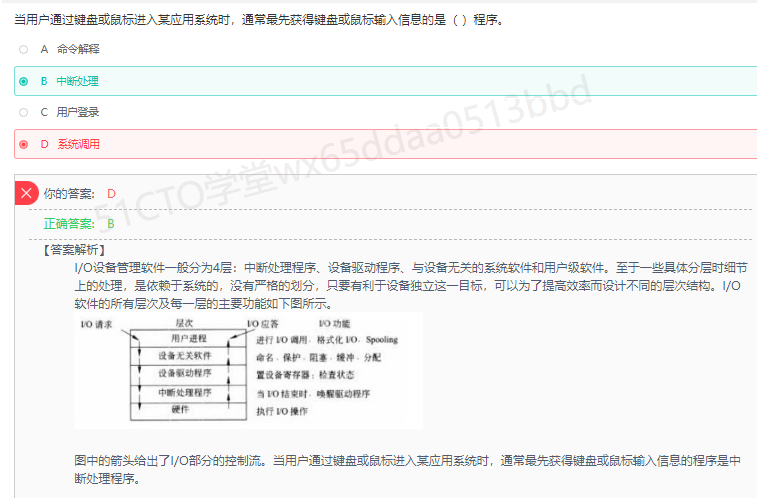 当用户通过键盘或鼠标进入某应用系统时，通常最先获得键盘或鼠标输入信息的是（ ）程序。
A 命令解释
B 中断处理
C 用户登录
D 系统调用
51CTO学堂wx65ddaa0513bbd
你的答案: D
正确答案: B
【答案解析】
I/O设备管理软件一般分为4层：中断处理程序、设备驱动程序、与设备无关的系统软件和用户级软件。至于一些具体分层时细节
上的处理，是依赖于系统的，没有严格的划分，只要有利于设备独立这一目标，可以为了提高效率而设计不同的层次结构。I/O
软件的所有层次及每一层的主要功能如下图所示。
I/O 请求 层次 I/O 应答 I/O 功能
用户进程 进行 I/O 调用，格式化 I/O，Spooling
设备无关软件 命名、保护、阻塞、缓冲、分配
设备驱动程序 置设备寄存器；检查状态
中断处理程序 当 I/O 结束时，唤醒驱动程序
硬件 执行 I/O 操作
图中的箭头给出了I/O部分的控制流。当用户通过键盘或鼠标进入某应用系统时，通常最先获得键盘或鼠标输入信息的程序是中
断处理程序。